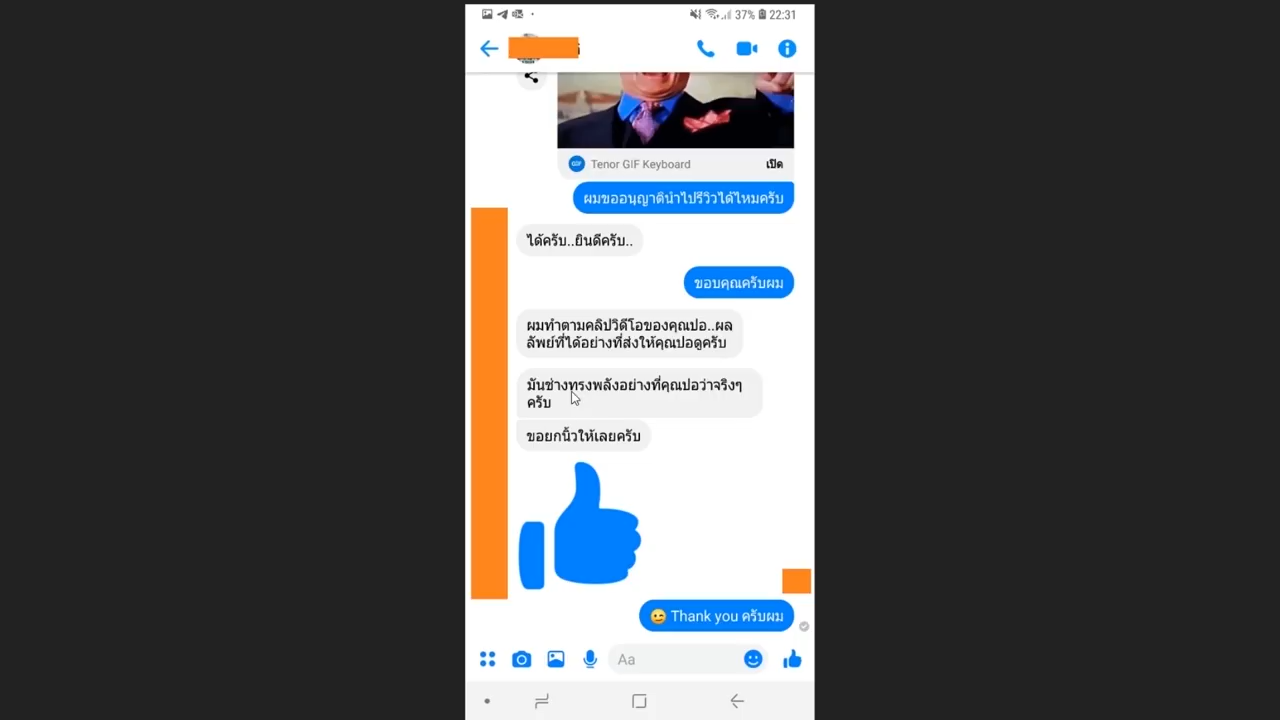 37% 22:31
Tenor GIF Keyboard เปิด
ผมขออนุญาตินำไปรีวิวได้ไหมครับ
ได้ครับ..ยินดีครับ..
ขอบคุณครับผม
ผมทำตามคลิปวิดีโอของคุณปอ..ผล
ลัพย์ที่ได้อย่างที่ส่งให้คุณปอดูครับ
มันช่างทรงพลังอย่างที่คุณปอว่าจริงๆ
ครับ
ขอยกนิ้วให้เลยครับ
😉 Thank you ครับผม
Aa